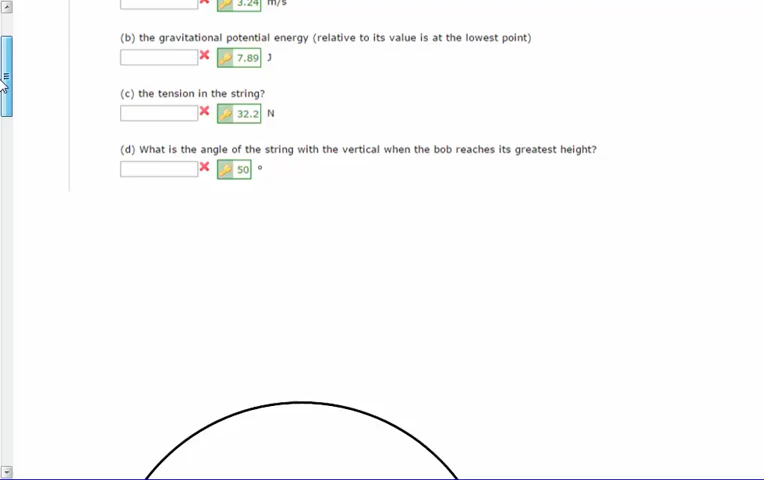 3.24 m/s
(b) the gravitational potential energy (relative to its value is at the lowest point)
7.89 J
(c) the tension in the string?
32.2 N
(d) What is the angle of the string with the vertical when the bob reaches its greatest height?
50 °